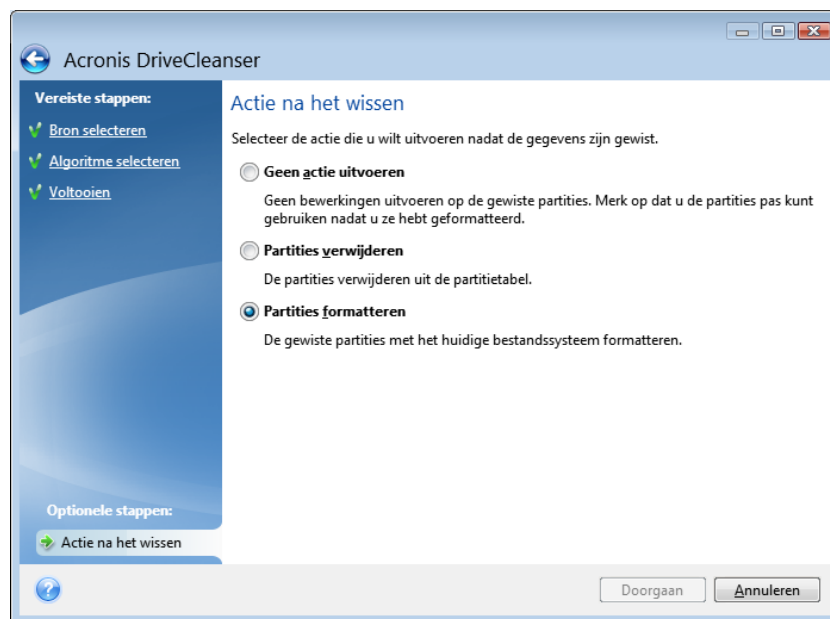 Acronis DriveCleanser
Vereiste stappen:
Bron selecteren
Algoritme selecteren
Voltooien
Actie na het wissen
Selecteer de actie die u wilt uitvoeren nadat de gegevens zijn gewist.
Geen actie uitvoeren
Geen bewerkingen uitvoeren op de gewiste partities. Merk op dat u de partities pas kunt
gebruiken nadat u ze hebt geformatteerd.
Partities verwijderen
De partities verwijderen uit de partitietabel.
Partities formatteren
De gewiste partities met het huidige bestandssysteem formatteren.
Optionele stappen:
Actie na het wissen
Doorgaan
Annuleren